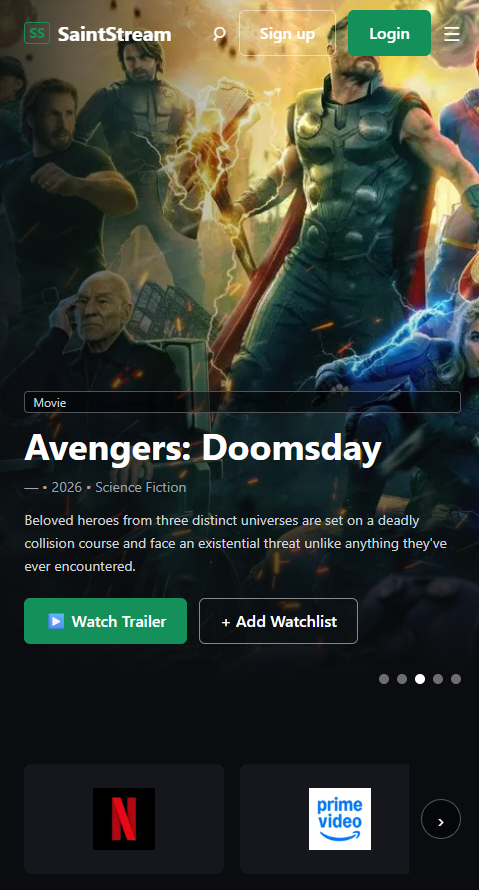 SS SaintStream Sign up Login
Movie
Avengers: Doomsday
— • 2026 • Science Fiction
Beloved heroes from three distinct universes are set on a deadly
collision course and face an existential threat unlike anything they've
ever encountered.
Watch Trailer + Add Watchlist
N prime
video